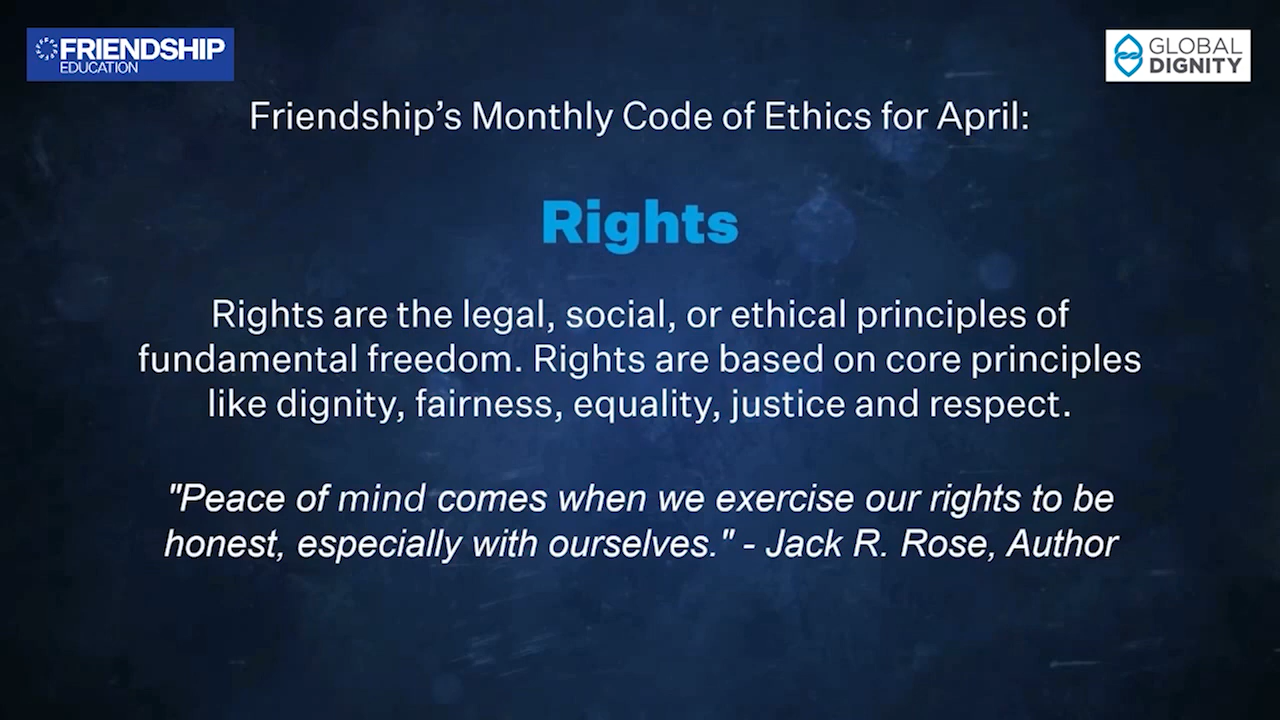 FRIENDSHIP
EDUCATION
GLOBAL
DIGNITY
Friendship’s Monthly Code of Ethics for April:
Rights
Rights are the legal, social, or ethical principles of
fundamental freedom. Rights are based on core principles
like dignity, fairness, equality, justice and respect.
"Peace of mind comes when we exercise our rights to be
honest, especially with ourselves." - Jack R. Rose, Author